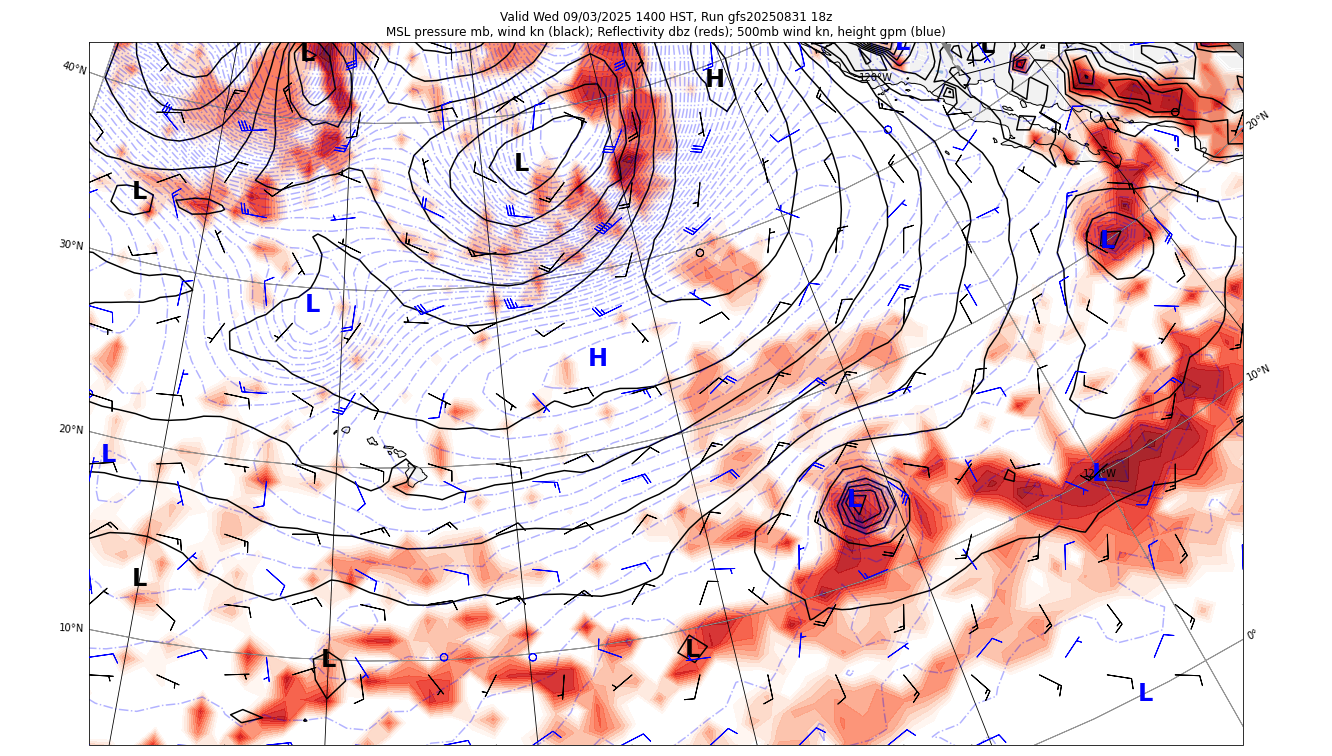 Valid Wed 09/03/2025 1400 HST, Run gfs20250831 18z
MSL pressure mb, wind kn (black); Reflectivity dbz (reds); 500mb wind kn, height gpm (blue)
L L L
40°N H 120°W
20°N
L
L
30°N L
L
H
10°N
20°N
L L
120°W
L
L
10°N 0°
L L
L